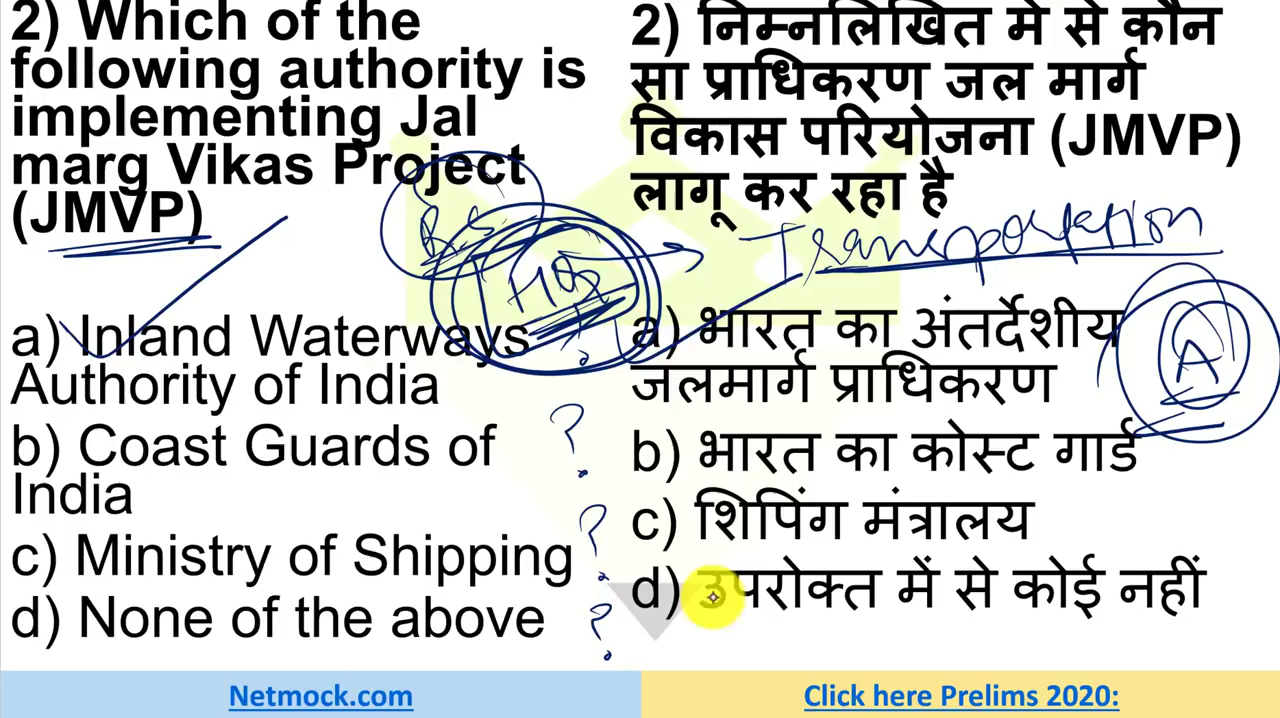 2) Which of the
following authority is
implementing Jal
marg Vikas Project
(JMVP)
a) Inland Waterways
Authority of India
b) Coast Guards of
India
c) Ministry of Shipping
d) None of the above
2) निम्नलिखित में से कौन
सा प्राधिकरण जल मार्ग
विकास परियोजना (JMVP)
लागू कर रहा है
Transportation
a) भारत का अंतर्देशीय
जलमार्ग प्राधिकरण
A
b) भारत का कोस्ट गार्ड
c) शिपिंग मंत्रालय
d) उपरोक्त में से कोई नहीं
?
?
?
Netmock.com
Click here Prelims 2020: